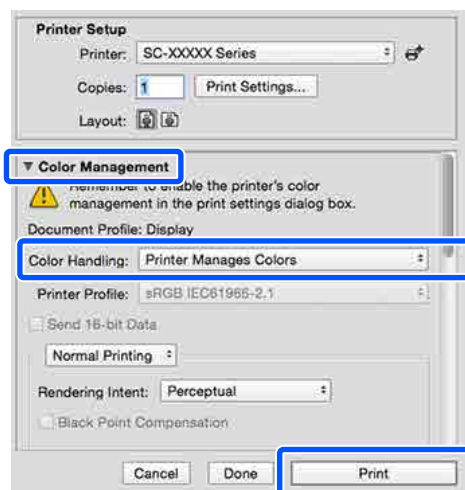 Printer Setup
Printer: SC-XXXXX Series
Copies: 1 Print Settings...
Layout:
▼ Color Management
Remember to enable the printer's color
management in the print settings dialog box.
Document Profile: Display
Color Handling: Printer Manages Colors
Printer Profile: sRGB IEC61966-2.1
Send 16-bit Data
Normal Printing
Rendering Intent: Perceptual
Black Point Compensation
Cancel Done Print